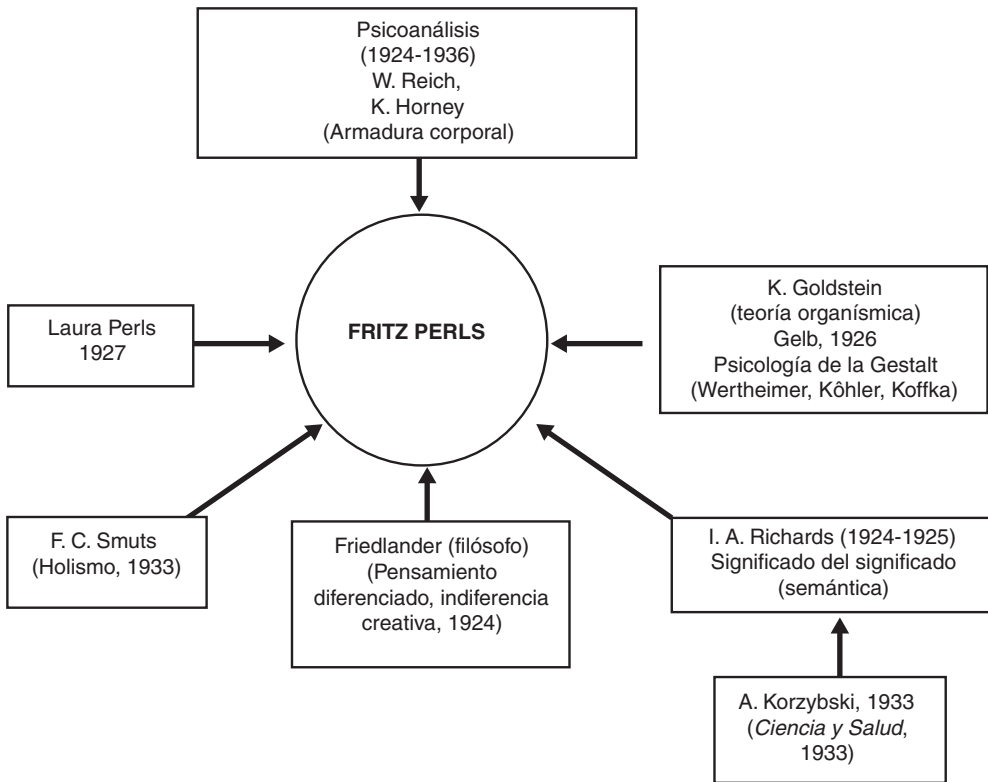 Psicoanálisis
(1924-1936)
W. Reich,
K. Horney
(Armadura corporal)
Laura Perls
1927
FRITZ PERLS
K. Goldstein
(teoría organísmica)
Gelb, 1926
Psicología de la Gestalt
(Wertheimer, Kôhler, Koffka)
F. C. Smuts
(Holismo, 1933)
Friedlander (filósofo)
(Pensamiento
diferenciado, indiferencia
creativa, 1924)
I. A. Richards (1924-1925)
Significado del significado
(semántica)
A. Korzybski, 1933
(Ciencia y Salud,
1933)